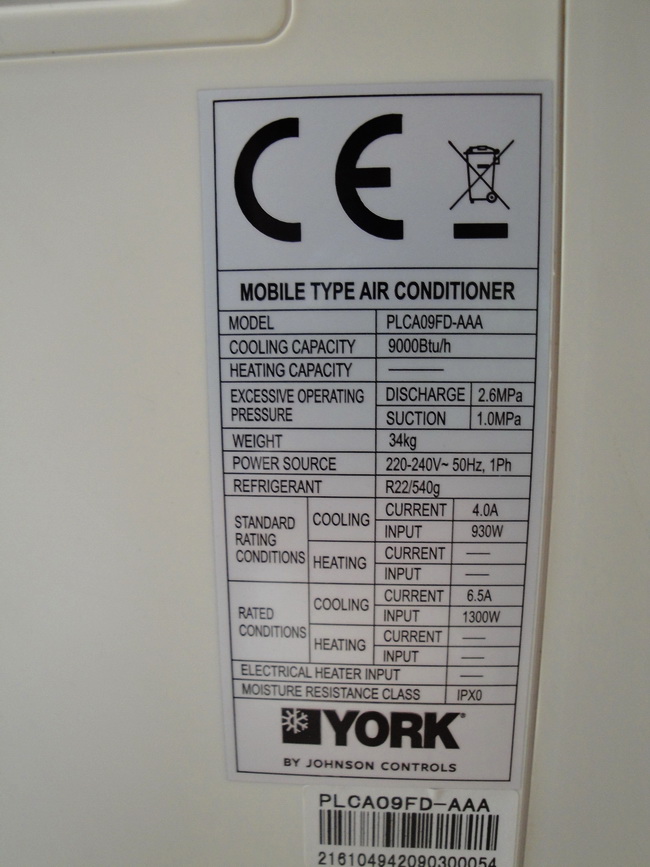 CE
MOBILE TYPE AIR CONDITIONER
MODEL PLCA09FD-AAA
COOLING CAPACITY 9000Btu/h
HEATING CAPACITY ——
EXCESSIVE OPERATING PRESSURE DISCHARGE 2.6MPa
SUCTION 1.0MPa
WEIGHT 34kg
POWER SOURCE 220-240V~ 50Hz, 1Ph
REFRIGERANT R22/540g
STANDARD RATING CONDITIONS COOLING CURRENT 4.0A
INPUT 930W
HEATING CURRENT ——
INPUT ——
RATED CONDITIONS COOLING CURRENT 6.5A
INPUT 1300W
HEATING CURRENT ——
INPUT ——
ELECTRICAL HEATER INPUT ——
MOISTURE RESISTANCE CLASS IPX0
YORK®
BY JOHNSON CONTROLS
PLCA09FD-AAA
216104942090300054